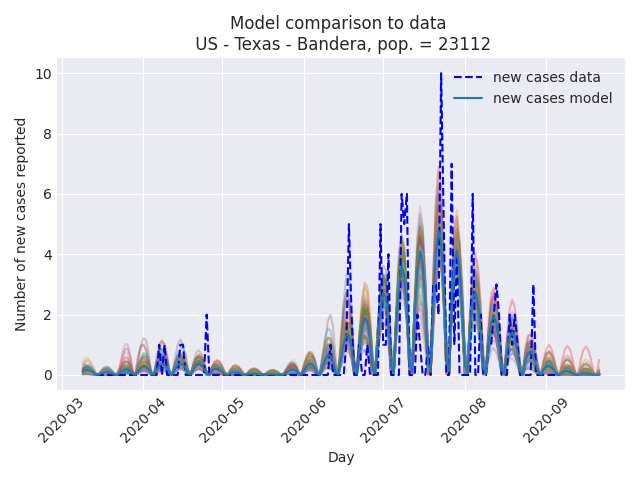 Model comparison to data
US - Texas - Bandera, pop. = 23112
new cases data
new cases model
Number of new cases reported
10
8
6
4
2
0
2020-03
2020-04
2020-05
2020-06
2020-07
2020-08
2020-09
Day